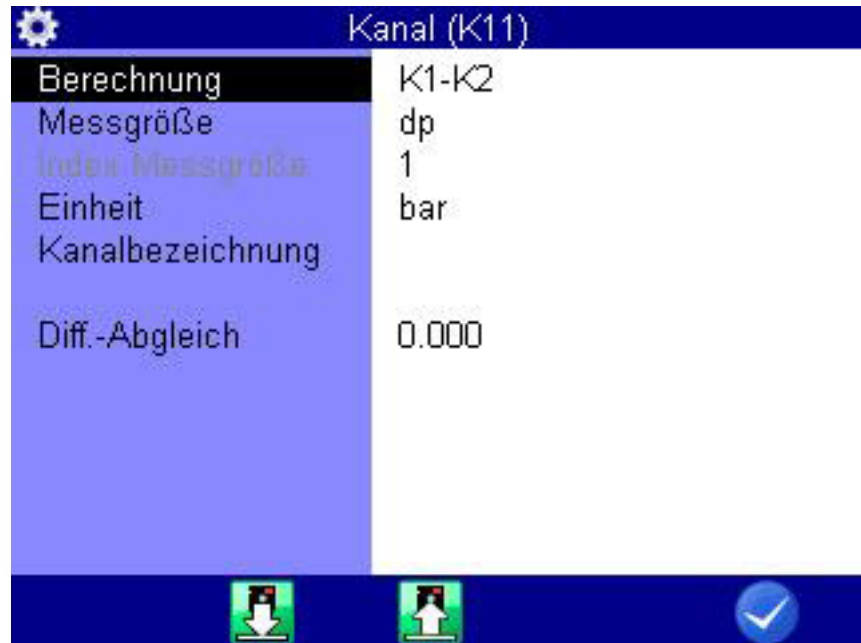 Kanal (K11)
Berechnung K1-K2
Messgröße dp
Index Messgröße 1
Einheit bar
Kanalbezeichnung
Diff.-Abgleich 0.000